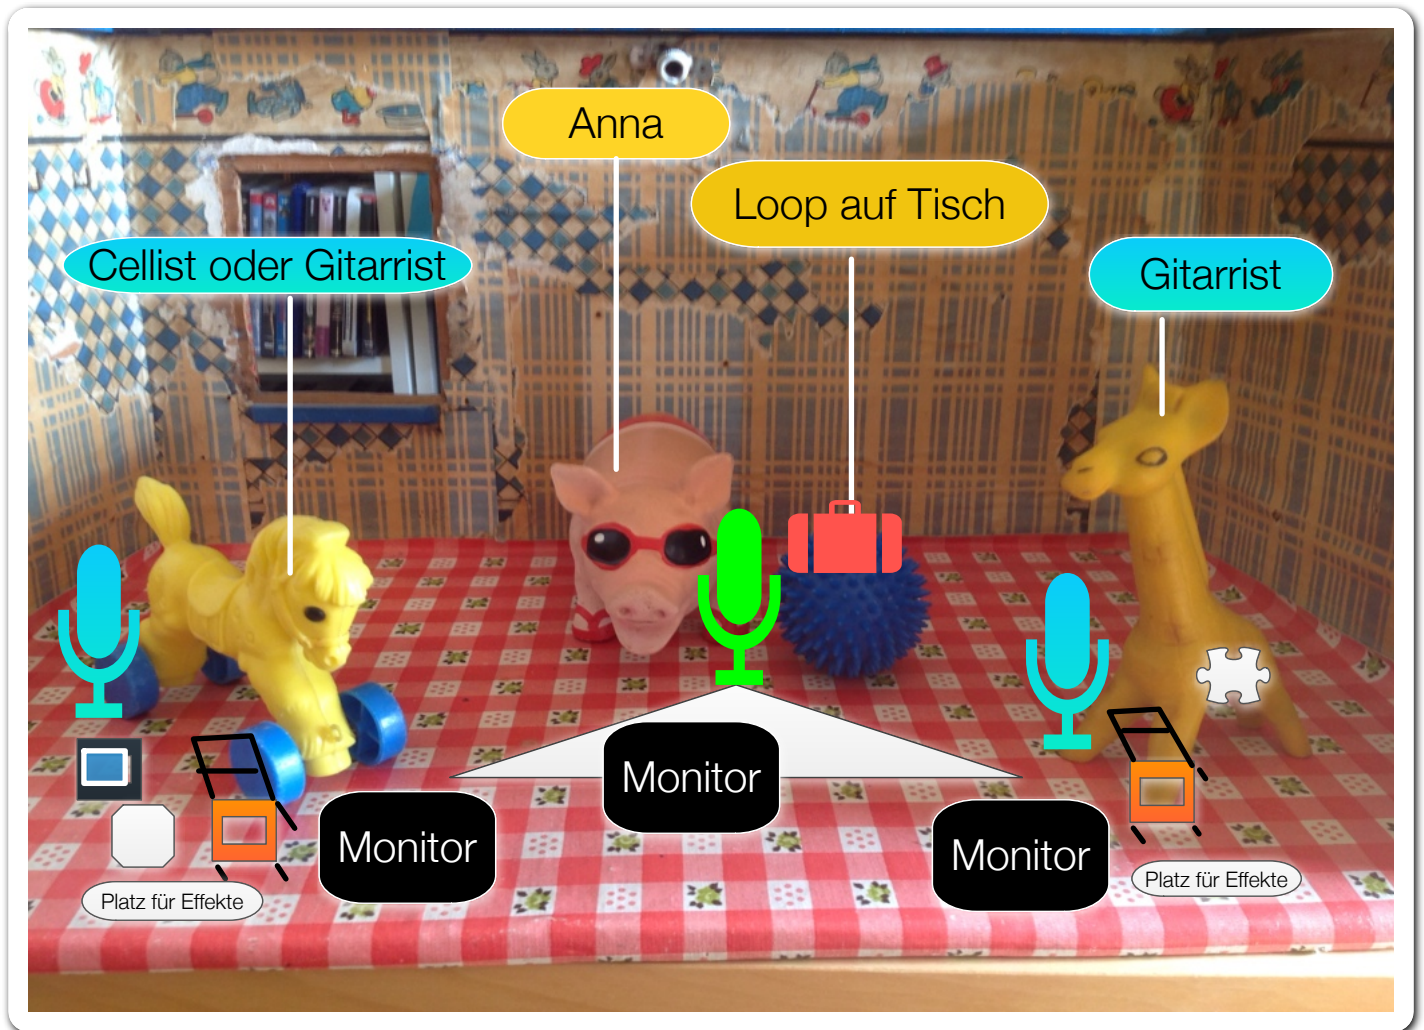 Anna
Loop auf Tisch
Cellist oder Gitarrist
Gitarrist
Monitor
Monitor
Monitor
Platz für Effekte
Platz für Effekte